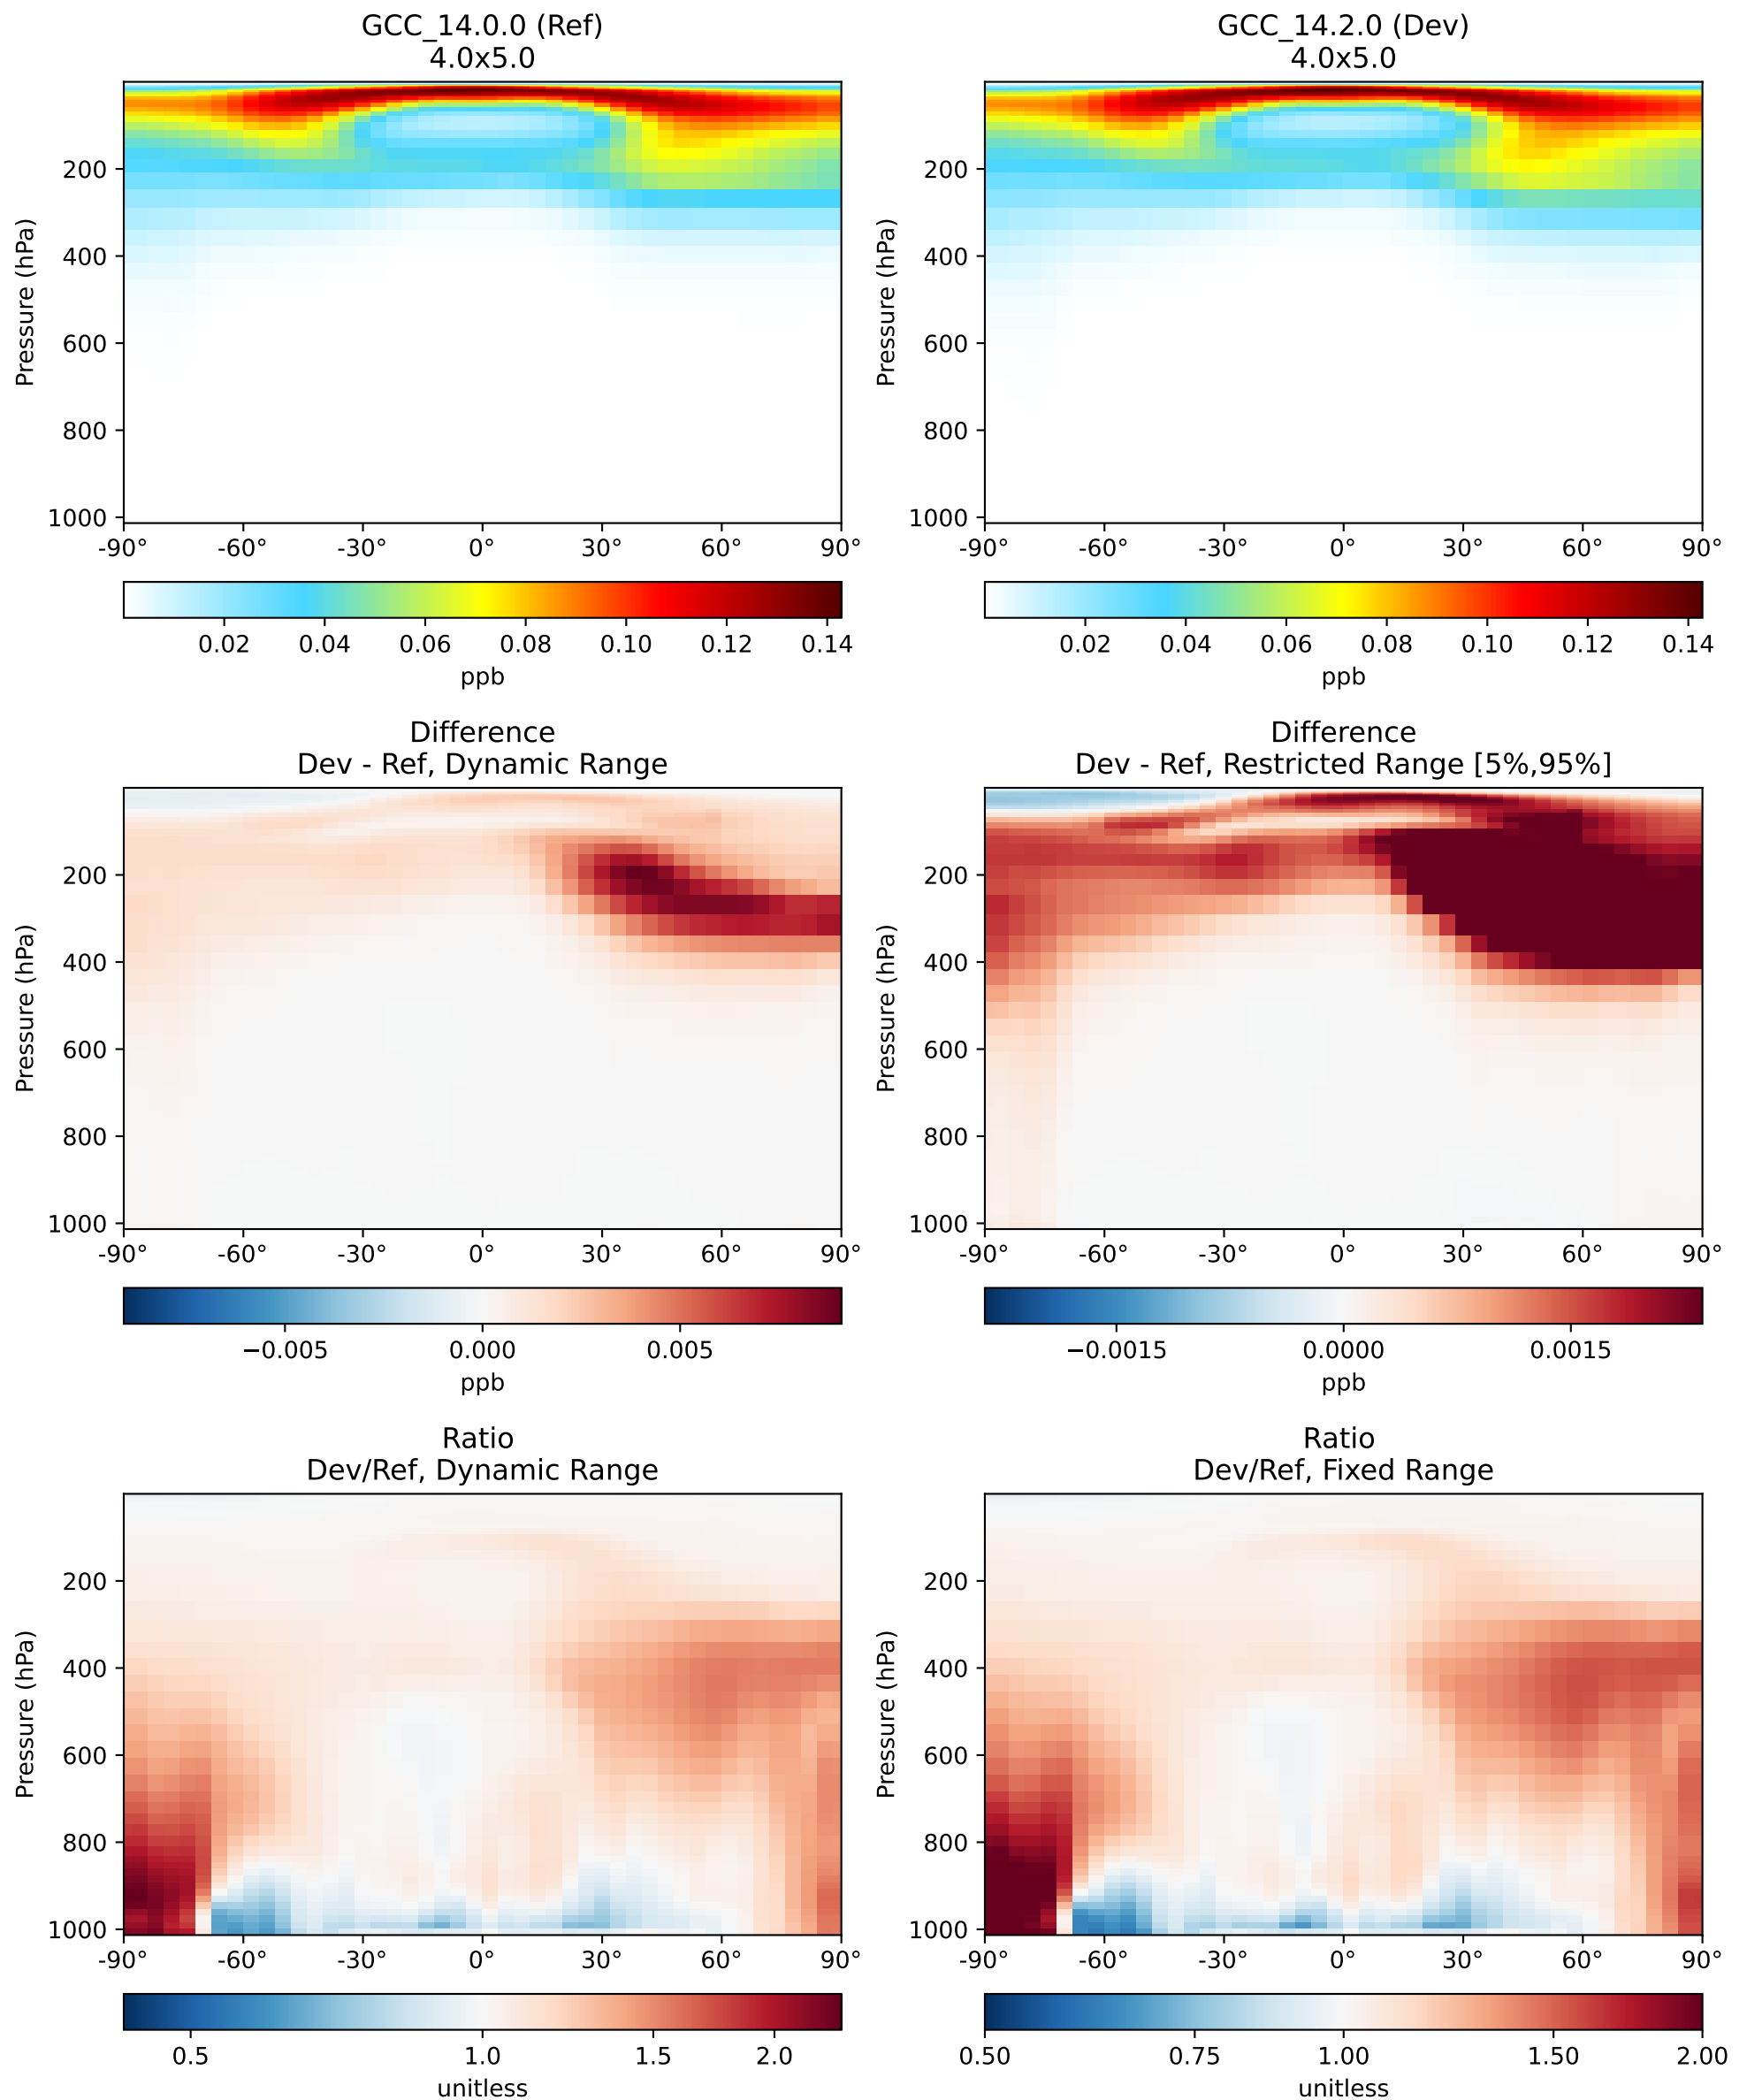 GCC_14.0.0 (Ref)
4.0x5.0
Pressure (hPa)
200
400
600
800
1000
-90° -60° -30° 0° 30° 60° 90°
0.02 0.04 0.06 0.08 0.10 0.12 0.14
ppb
GCC_14.2.0 (Dev)
4.0x5.0
Pressure (hPa)
200
400
600
800
1000
-90° -60° -30° 0° 30° 60° 90°
0.02 0.04 0.06 0.08 0.10 0.12 0.14
ppb
Difference
Dev - Ref, Dynamic Range
Pressure (hPa)
200
400
600
800
1000
-90° -60° -30° 0° 30° 60° 90°
−0.005 0.000 0.005
ppb
Difference
Dev - Ref, Restricted Range [5%,95%]
Pressure (hPa)
200
400
600
800
1000
-90° -60° -30° 0° 30° 60° 90°
−0.0015 0.0000 0.0015
ppb
Ratio
Dev/Ref, Dynamic Range
Pressure (hPa)
200
400
600
800
1000
-90° -60° -30° 0° 30° 60° 90°
0.5 1.0 1.5 2.0
unitless
Ratio
Dev/Ref, Fixed Range
Pressure (hPa)
200
400
600
800
1000
-90° -60° -30° 0° 30° 60° 90°
0.50 0.75 1.00 1.50 2.00
unitless